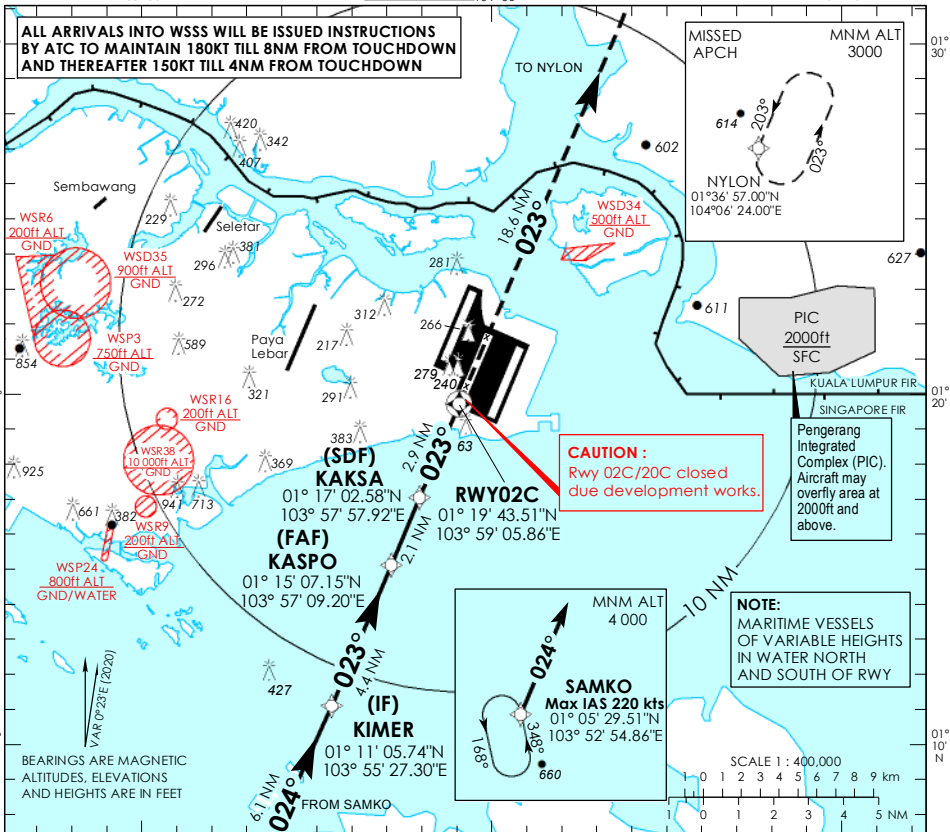 ALL ARRIVALS INTO WSSS WILL BE ISSUED INSTRUCTIONS
BY ATC TO MAINTAIN 180KT TILL 8NM FROM TOUCHDOWN
AND THEREAFTER 150KT TILL 4NM FROM TOUCHDOWN
TO NYLON
MISSED
APCH
MNM ALT
3000
614
203°
023°
NYLON
01°36' 57.00"N
104°06' 24.00"E
01°
30'
420
342
407
602
Sembawang
229
Seletar
381
296
WSR6
200ft ALT
GND
WSD35
900ft ALT
GND
WSD34
500ft ALT
GND
18.6 NM
023°
281
627
272
312
266
611
PIC
2000ft
SFC
WSP3
750ft ALT
GND
854
589
Paya
Lebar
217
279
240
321
291
KUALA LUMPUR FIR
01°
20'
SINGAPORE FIR
WSR16
200ft ALT
GND
383
63
Pengerang
Integrated
Complex (PIC).
Aircraft may
overfly area at
2000ft and
above.
CAUTION :
Rwy 02C/20C closed
due development works.
925
WSR38
10 000ft ALT
GND
369
2.9 NM
023°
(SDF)
KAKSA
01° 17' 02.58"N
103° 57' 57.92"E
RWY02C
01° 19' 43.51"N
103° 59' 05.86"E
941
713
661
382
WSR9
200ft ALT
GND
WSP24
800ft ALT
GND/WATER
2.1 NM
(FAF)
KASPO
01° 15' 07.15"N
103° 57' 09.20"E
10 NM
NOTE:
MARITIME VESSELS
OF VARIABLE HEIGHTS
IN WATER NORTH
AND SOUTH OF RWY
MNM ALT
4 000
024°
SAMKO
Max IAS 220 kts
01° 05' 29.51"N
103° 52' 54.86"E
168°
348°
660
023°
4.4 NM
427
(IF)
KIMER
01° 11' 05.74"N
103° 55' 27.30"E
VAR 0°23'E (2020)
BEARINGS ARE MAGNETIC
ALTITUDES, ELEVATIONS
AND HEIGHTS ARE IN FEET
6.1 NM
024°
FROM SAMKO
01°
10'
N
SCALE 1 : 400,000
1 0 1 2 3 4 5 6 7 8 9 km
1 0 1 2 3 4 5 NM